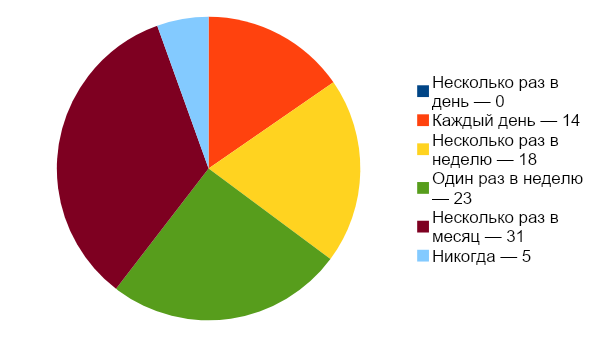 Несколько раз в
день — 0
Каждый день — 14
Несколько раз в
неделю — 18
Один раз в неделю
— 23
Несколько раз в
месяц — 31
Никогда — 5